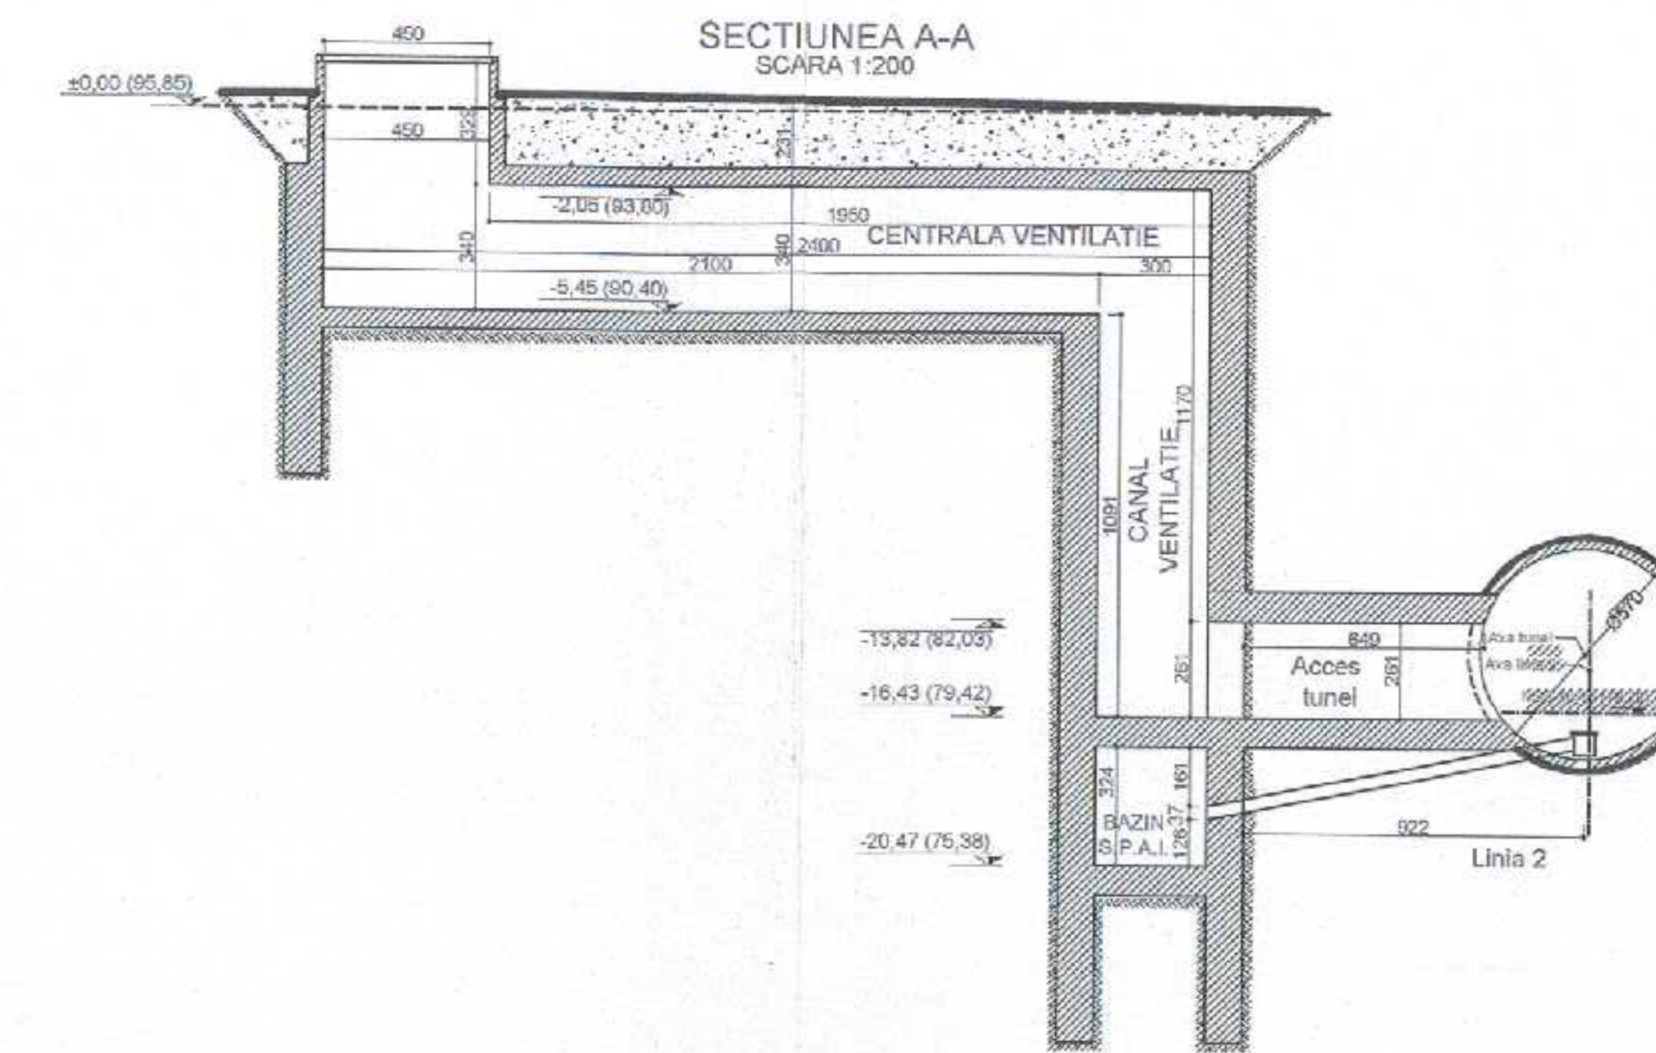 SECTIUNEA A-A
SCARA 1:200
450
±0,00 (95,85)
450
323
231
-2,05 (93,80)
1950
CENTRALA VENTILATIE
340
340
2400
2100
300
-5,45 (90,40)
1170
CANAL
VENTILATIE
1091
-13,82 (82,03)
261
649
261
Acces
tunel
Axa tunel
Ø570
-16,43 (79,42)
324
161
37
126
BAZIN
S.P.A.I.
-20,47 (75,38)
922
Linia 2